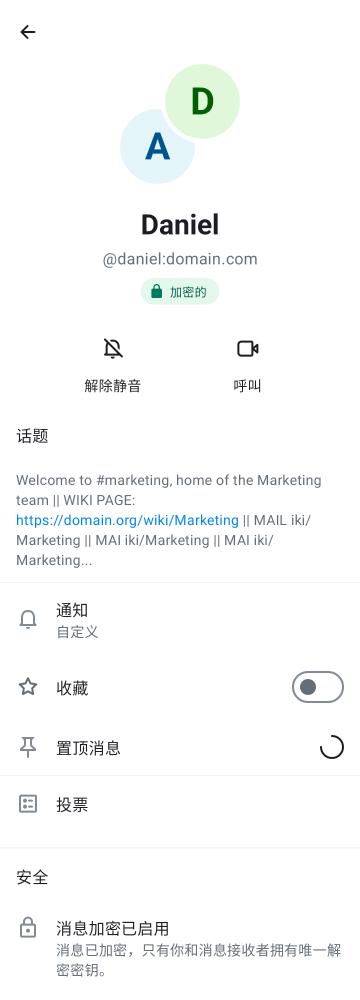 D
A
Daniel
@daniel:domain.com
加密的
解除静音
呼叫
话题
Welcome to #marketing, home of the Marketing
team || WIKI PAGE:
https://domain.org/wiki/Marketing || MAIL iki/
Marketing || MAI iki/Marketing || MAI iki/
Marketing...
通知
自定义
收藏
置顶消息
投票
安全
消息加密已启用
消息已加密，只有你和消息接收者拥有唯一解
密密钥。